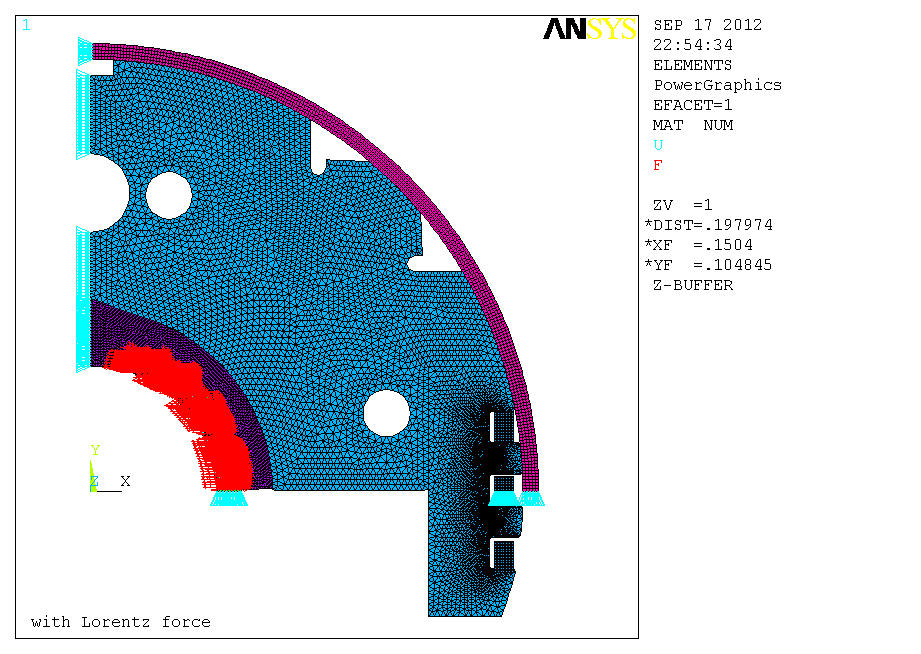 1
ANSYS
SEP 17 2012
22:54:34
ELEMENTS
PowerGraphics
EFACET=1
MAT  NUM
U
F
ZV  =1
*DIST=.197974
*XF  =.1504
*YF  =.104845
Z-BUFFER
Y
Z X
with Lorentz force